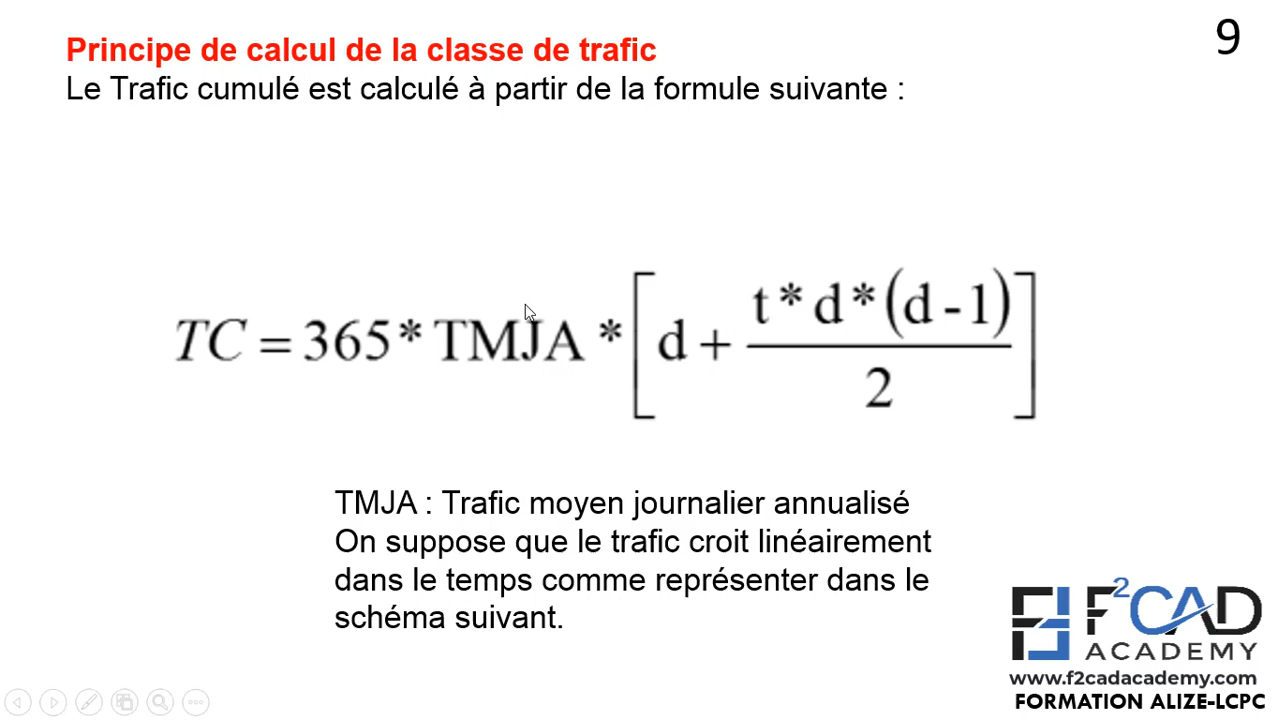 9
Principe de calcul de la classe de trafic
Le Trafic cumulé est calculé à partir de la formule suivante :
TC = 365* TMJA * [d + t*d*(d-1) / 2]
TMJA : Trafic moyen journalier annualisé
On suppose que le trafic croit linéairement
dans le temps comme représenter dans le
schéma suivant.
F²CAD
ACADEMY
www.f2cadacademy.com
FORMATION ALIZE-LCPC